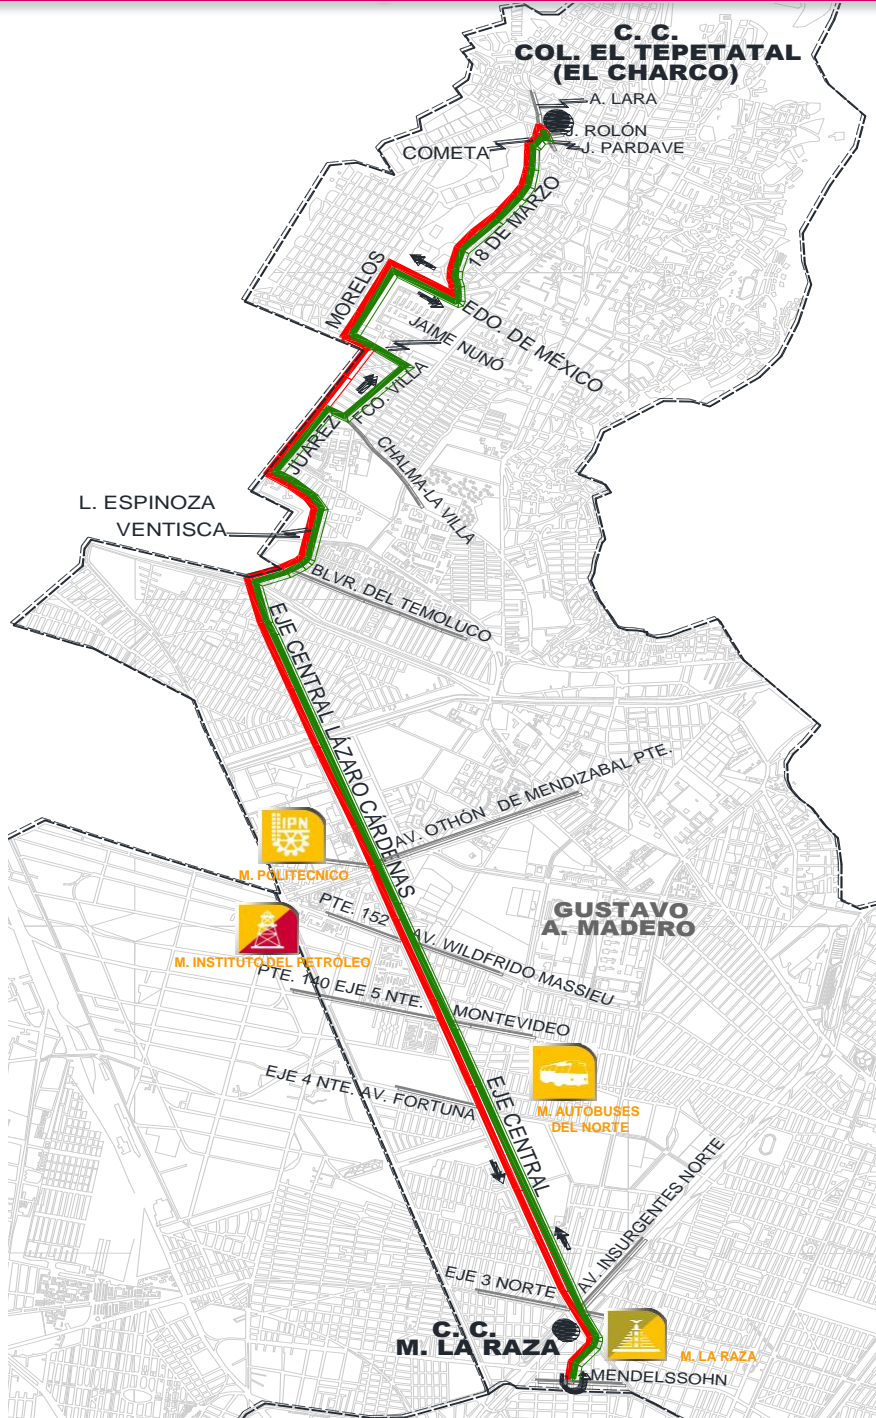 C. C.
COL. EL TEPETATAL
(EL CHARCO)
A. LARA
J. ROLÓN
J. PARDAVE
COMETA
18 DE MARZO
MORELOS
EDO. DE MÉXICO
JAIME NUNÓ
FCO. VILLA
JUÁREZ
CHALMA-LA VILLA
L. ESPINOZA
VENTISCA
BLVR. DEL TEMOLUCO
EJE CENTRAL LÁZARO CÁRDENAS
AV. OTHÓN DE MENDIZABAL PTE.
IPN
M. POLITECNICO
PTE. 152
AV. WILDFRIDO MASSIEU
GUSTAVO
A. MADERO
M. INSTITUTO DEL PETRÓLEO
PTE. 140 EJE 5 NTE.
MONTEVIDEO
EJE 4 NTE. AV. FORTUNA
EJE CENTRAL
M. AUTOBUSES
DEL NORTE
AV. INSURGENTES NORTE
EJE 3 NORTE
C. C.
M. LA RAZA
M. LA RAZA
MENDELSSOHN